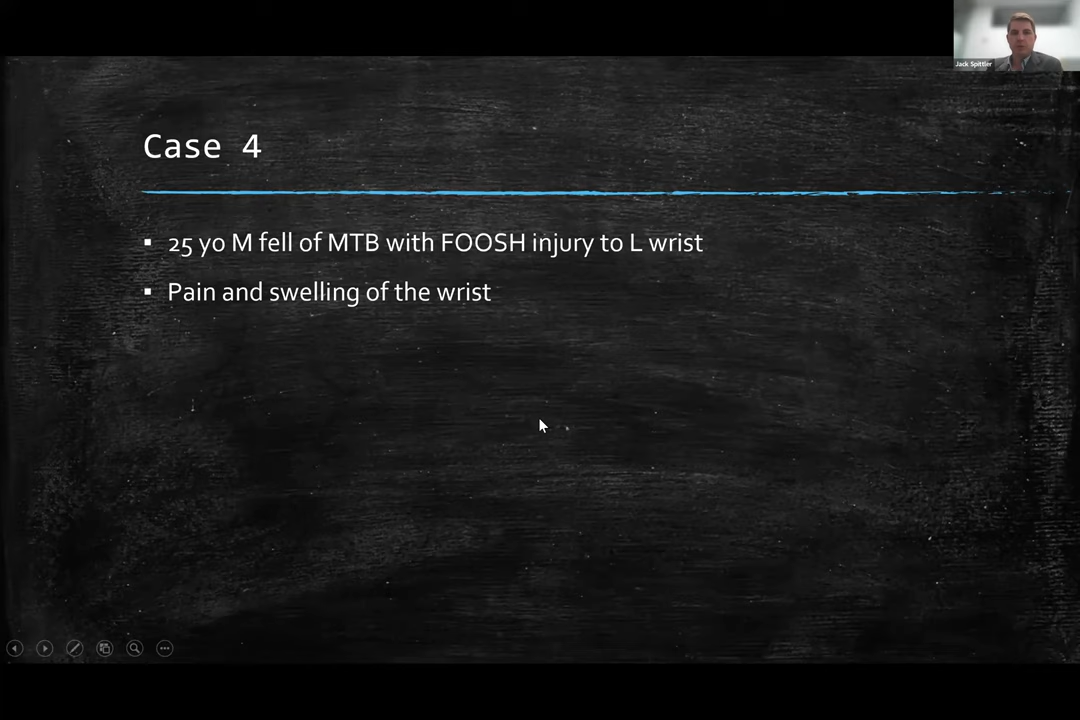 Jack Spittler
Case 4
▪ 25 yo M fell of MTB with FOOSH injury to L wrist
▪ Pain and swelling of the wrist